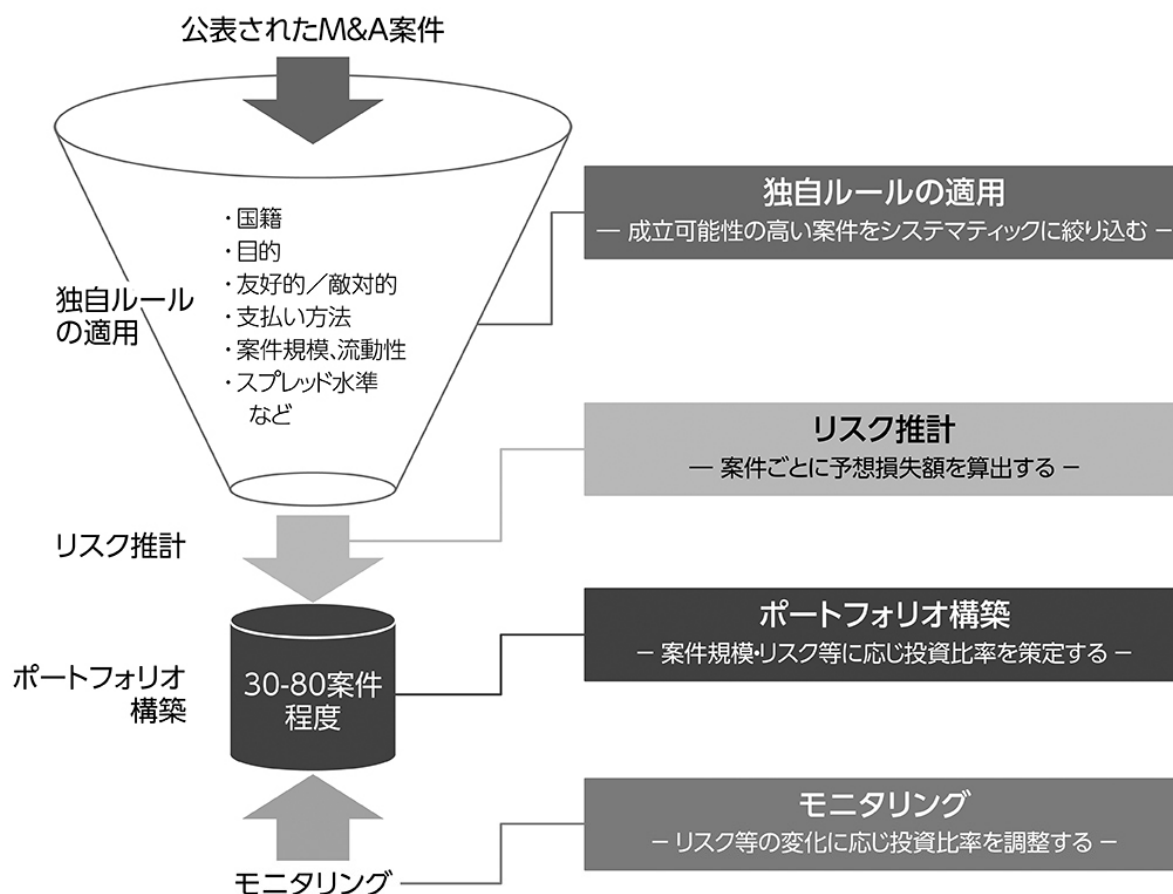 公表されたM&A案件
・国籍
・目的
・友好的／敵対的
・支払い方法
・案件規模、流動性
・スプレッド水準
など
独自ルール
の適用
独自ルールの適用
― 成立可能性の高い案件をシステマティックに絞り込む −
リスク推計
― 案件ごとに予想損失額を算出する −
リスク推計
ポートフォリオ構築
− 案件規模・リスク等に応じ投資比率を策定する −
ポートフォリオ
構築
30-80案件
程度
モニタリング
− リスク等の変化に応じ投資比率を調整する −
モニタリング